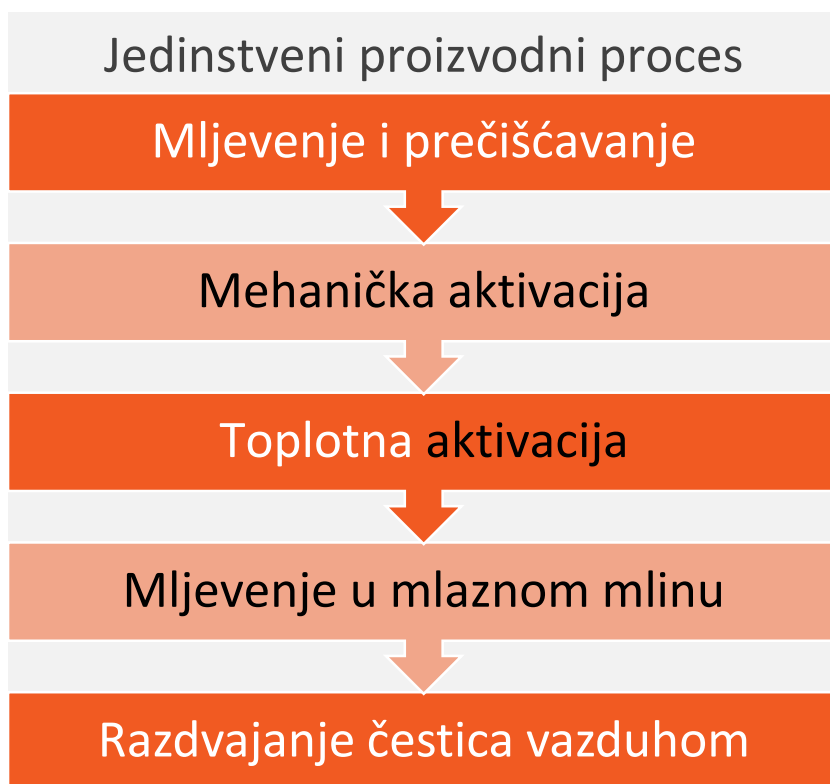 Jedinstveni proizvodni proces
Mljevenje i prečišćavanje
Mehanička aktivacija
Toplotna aktivacija
Mljevenje u mlaznom mlinu
Razdvajanje čestica vazduhom